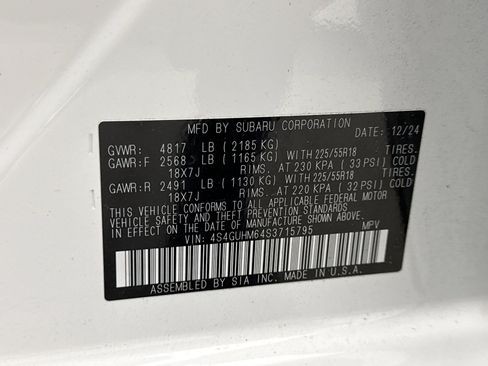 MFD BY SUBARU CORPORATION DATE: 12/24
GVWR: 4817 LB (2185 KG)
GAWR:F 2568 LB (1165 KG) WITH 225/55R18 TIRES.
18X7J RIMS. AT 230 KPA (33 PSI) COLD
GAWR:R 2491 LB (1130 KG) WITH 225/55R18 TIRES.
18X7J RIMS. AT 220 KPA (32 PSI) COLD
THIS VEHICLE CONFORMS TO ALL APPLICABLE
FEDERAL MOTOR VEHICLE SAFETY, BUMPER,
AND THEFT PREVENTION STANDARDS
IN EFFECT ON THE DATE OF
MANUFACTURE SHOWN ABOVE.
VIN: 4S4GUHM64S3715795 MPV
ASSEMBLED BY SIA INC. MADE IN U.S.A.